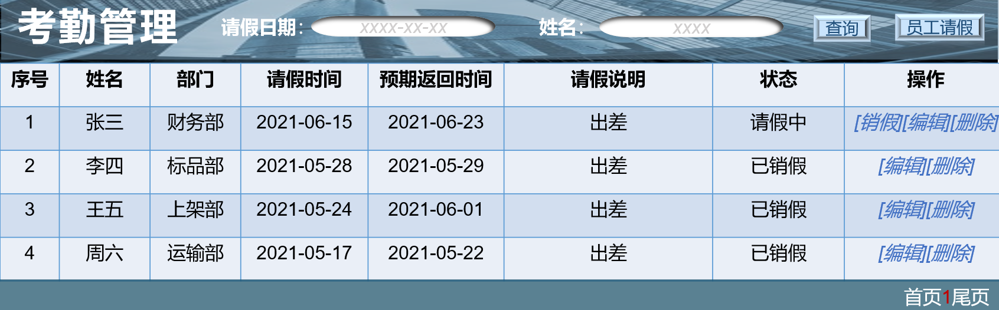 考勤管理 请假日期： xxxx-xx-xx 姓名： xxxx 查询 员工请假
序号 姓名 部门 请假时间 预期返回时间 请假说明 状态 操作
1 张三 财务部 2021-06-15 2021-06-23 出差 请假中 [销假][编辑][删除]
2 李四 标品部 2021-05-28 2021-05-29 出差 已销假 [编辑][删除]
3 王五 上架部 2021-05-24 2021-06-01 出差 已销假 [编辑][删除]
4 周六 运输部 2021-05-17 2021-05-22 出差 已销假 [编辑][删除]
首页1尾页